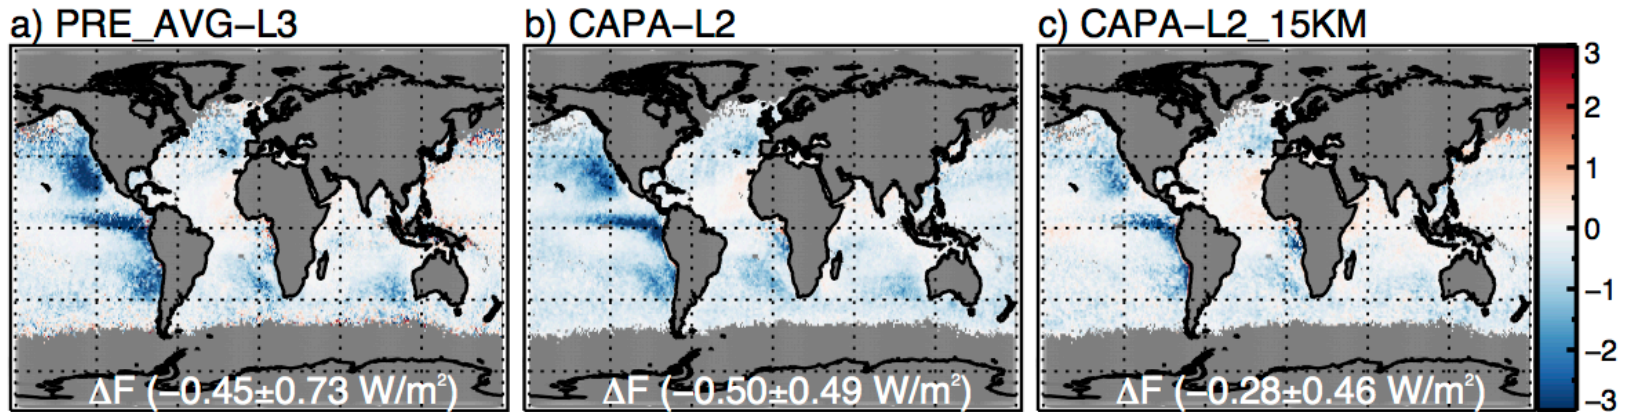 a) PRE_AVG−L3
b) CAPA−L2
c) CAPA−L2_15KM
3
2
1
0
−1
−2
−3
ΔF (−0.45±0.73 W/m²)
ΔF (−0.50±0.49 W/m²)
ΔF (−0.28±0.46 W/m²)